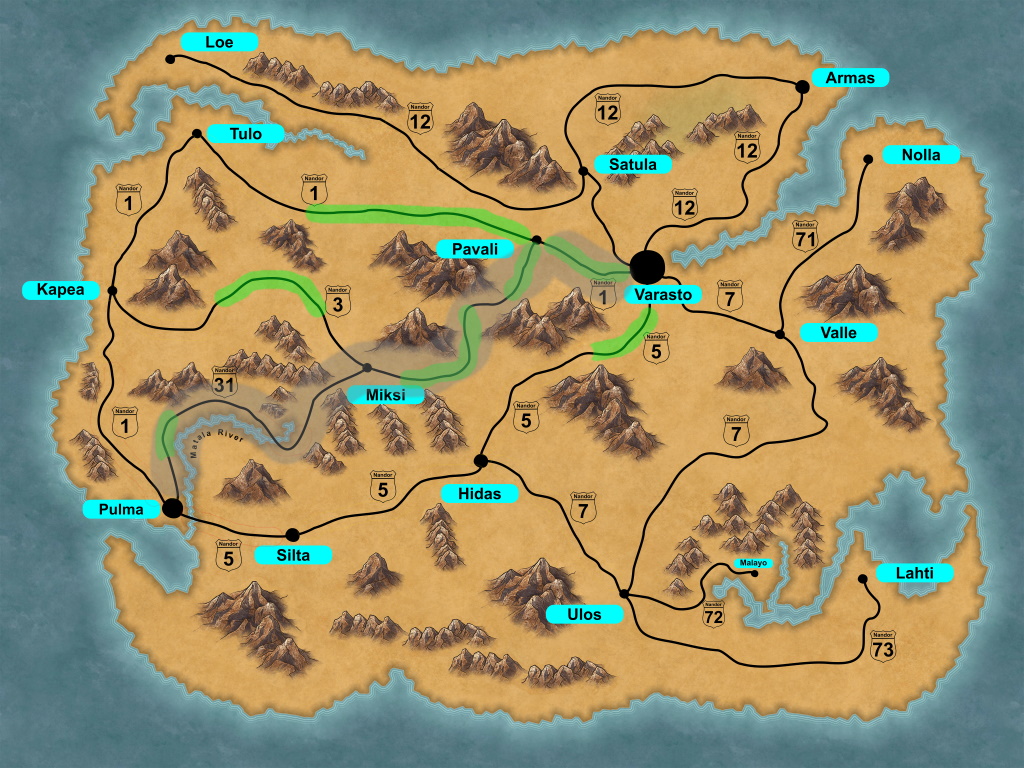 Loe
Armas
Nandor
12
Nandor
12
Tulo
Nandor
12
Satula
Nolla
Nandor
1
Nandor
1
Nandor
12
Nandor
71
Pavali
Kapea
Nandor
3
Nandor
1
Varasto
Nandor
7
Valle
Nandor
5
Nandor
31
Miksi
Nandor
1
Nandor
5
Nandor
7
Matala River
Nandor
5
Hidas
Nandor
7
Pulma
Nandor
5
Silta
Malayo
Lahti
Ulos
Nandor
72
Nandor
73